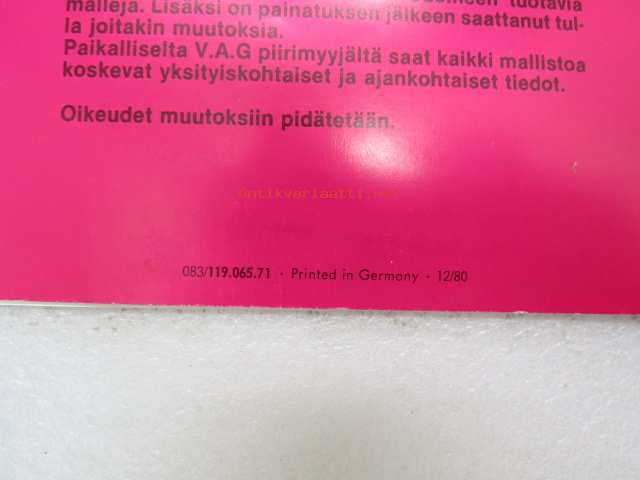 tuotavia
malleja. Lisäksi on painatuksen jälkeen saattanut tul-
la joitakin muutoksia.
Paikalliselta V.A.G piirimyyjältä saat kaikki mallistoa
koskevat yksityiskohtaiset ja ajankohtaiset tiedot.
Oikeudet muutoksiin pidätetään.
Antikvariaatti.net
083/119.065.71 · Printed in Germany · 12/80